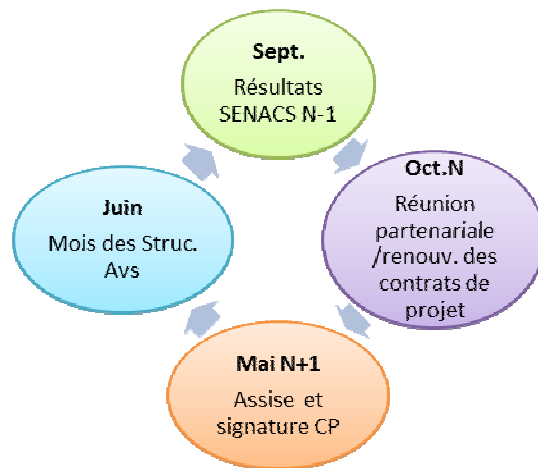 Sept.
Résultats
SENACS N-1
Oct.N
Réunion
partenariale
/renouv. des
contrats de
projet
Mai N+1
Assise et
signature CP
Juin
Mois des Struc.
Avs